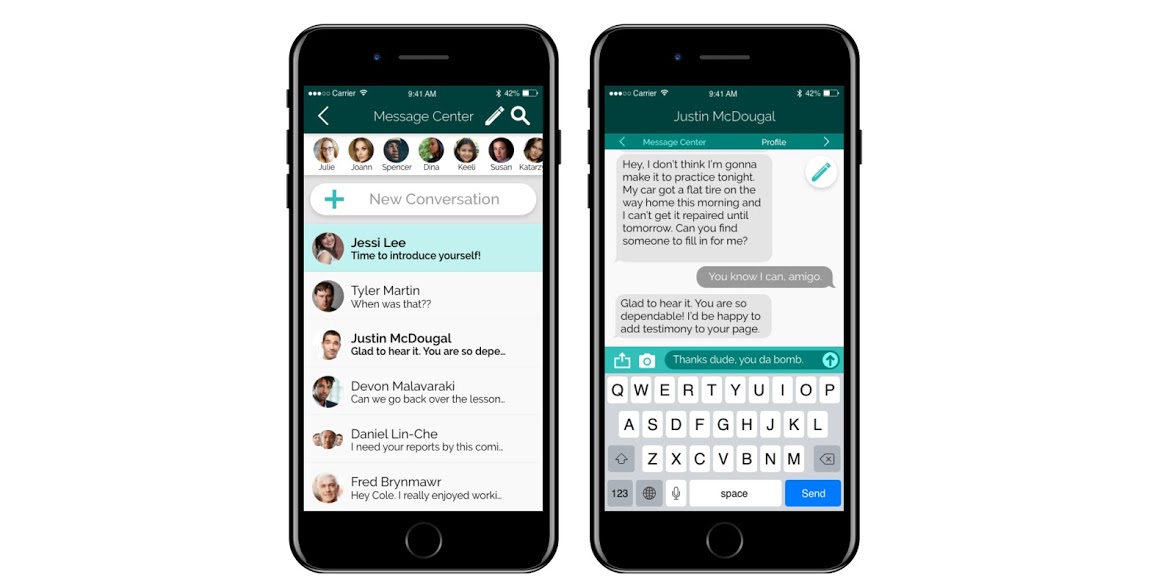 ●●●○○ Carrier 9:41 AM 42%
Message Center
Julie Joann Spencer Dina Keeli Susan Katarz
New Conversation
Jessi Lee
Time to introduce yourself!
Tyler Martin
When was that??
Justin McDougal
Glad to hear it. You are so depe...
Devon Malavaraki
Can we go back over the lesson...
Daniel Lin-Che
I need your reports by this comi...
Fred Brynmawr
Hey Cole. I really enjoyed worki...
●●●○○ Carrier 9:41 AM 42%
Justin McDougal
Message Center Profile
Hey, I don't think I'm gonna
make it to practice tonight.
My car got a flat tire on the
way home this morning and
I can't get it repaired until
tomorrow. Can you find
someone to fill in for me?
You know I can, amigo.
Glad to hear it. You are so
dependable! I'd be happy to
add testimony to your page.
Thanks dude, you da bomb.
Q W E R T Y U I O P
A S D F G H J K L
Z X C V B N M
123 space Send